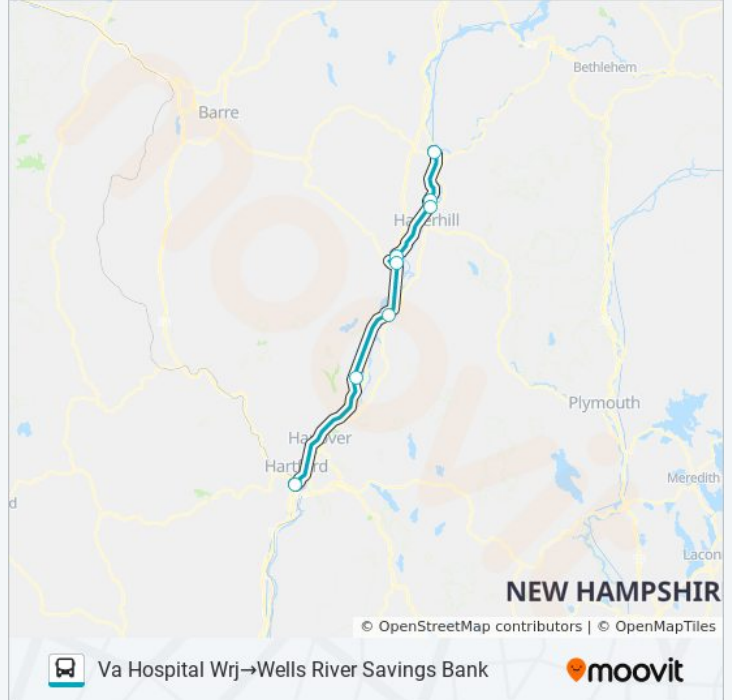 Bethlehem
Barre
Haverhill
Plymouth
Hanover
Hartford
Meredith
d
Lacon
NEW HAMPSHIR
© OpenStreetMap contributors | © OpenMapTiles
Va Hospital Wrj→Wells River Savings Bank
moovit